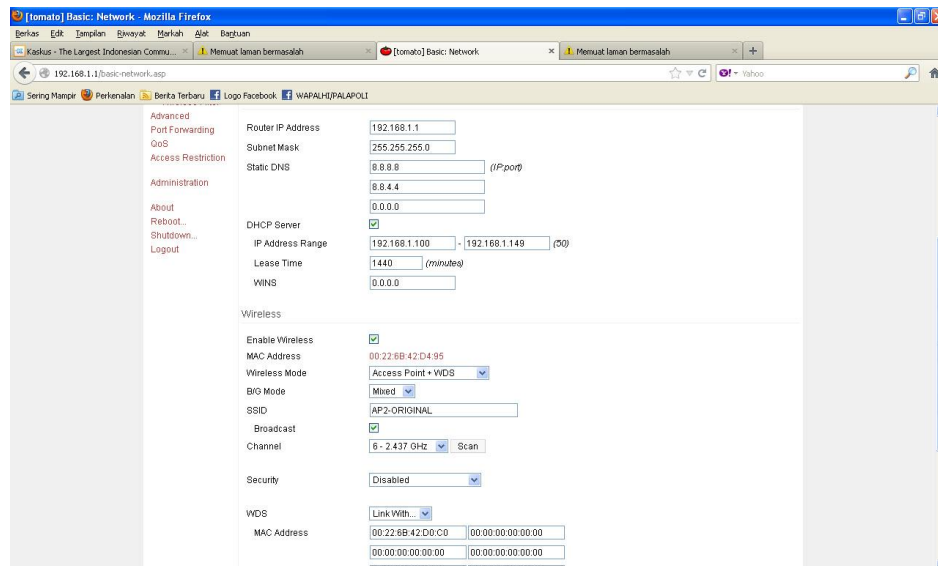 [tomato] Basic: Network - Mozilla Firefox
Berkas Edit Tampilan Riwayat Markah Alat Bantuan
Kaskus - The Largest Indonesian Commu... × Memuat laman bermasalah × [tomato] Basic: Network × Memuat laman bermasalah × +
192.168.1.1/basic-network.asp Yahoo
Sering Mampir Perkenalan Berita Terbaru Logo Facebook WAPALHI/PALAPOLI
Advanced
Port Forwarding
QoS
Access Restriction
Administration
About
Reboot...
Shutdown...
Logout
Router IP Address 192.168.1.1
Subnet Mask 255.255.255.0
Static DNS 8.8.8.8 (IP:port)
8.8.4.4
0.0.0.0
DHCP Server
IP Address Range 192.168.1.100 - 192.168.1.149 (50)
Lease Time 1440 (minutes)
WINS 0.0.0.0
Wireless
Enable Wireless
MAC Address 00:22:6B:42:D4:95
Wireless Mode Access Point + WDS
B/G Mode Mixed
SSID AP2-ORIGINAL
Broadcast
Channel 6 - 2.437 GHz Scan
Security Disabled
WDS Link With...
MAC Address 00:22:6B:42:D0:C0 00:00:00:00:00:00
00:00:00:00:00:00 00:00:00:00:00:00